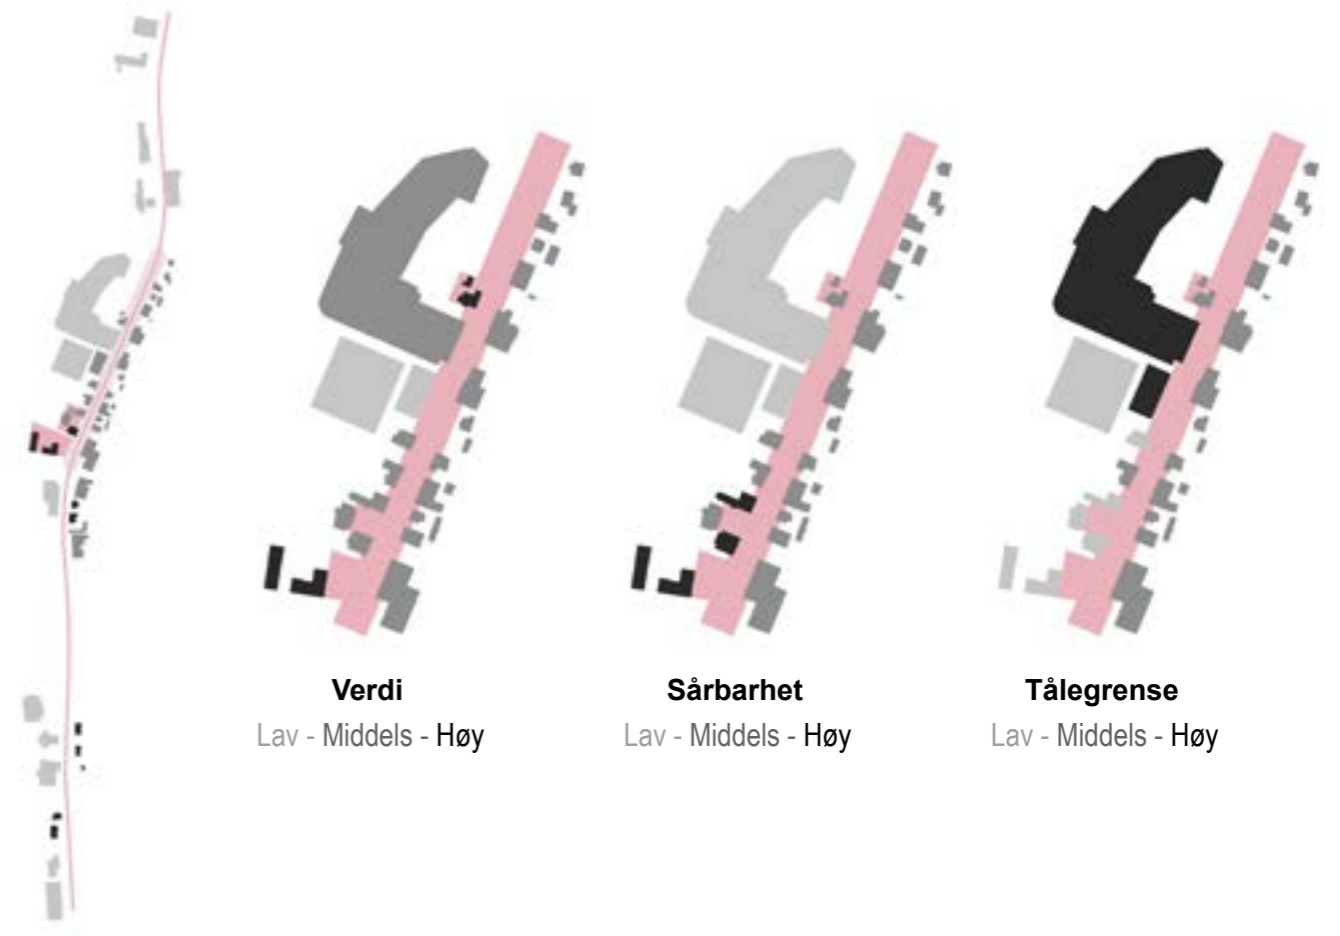 Verdi
Lav - Middels - Høy
Sårbarhet
Lav - Middels - Høy
Tålegrense
Lav - Middels - Høy